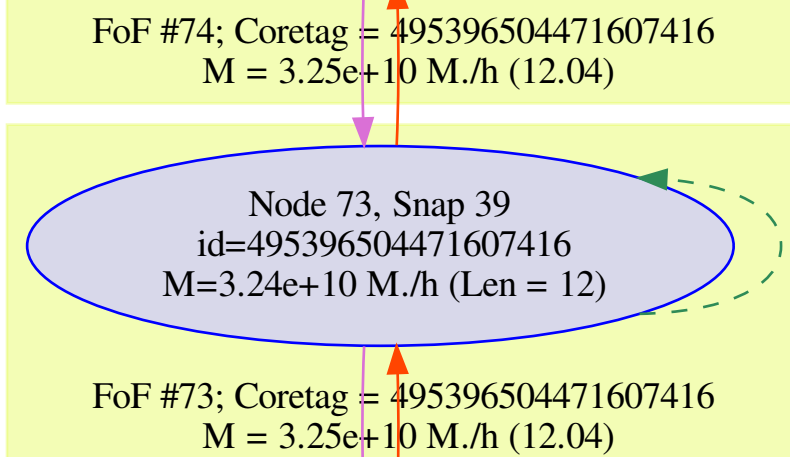 FoF #74; Coretag = 495396504471607416
M = 3.25e+10 M./h (12.04)
Node 73, Snap 39
id=495396504471607416
M=3.24e+10 M./h (Len = 12)
FoF #73; Coretag = 495396504471607416
M = 3.25e+10 M./h (12.04)